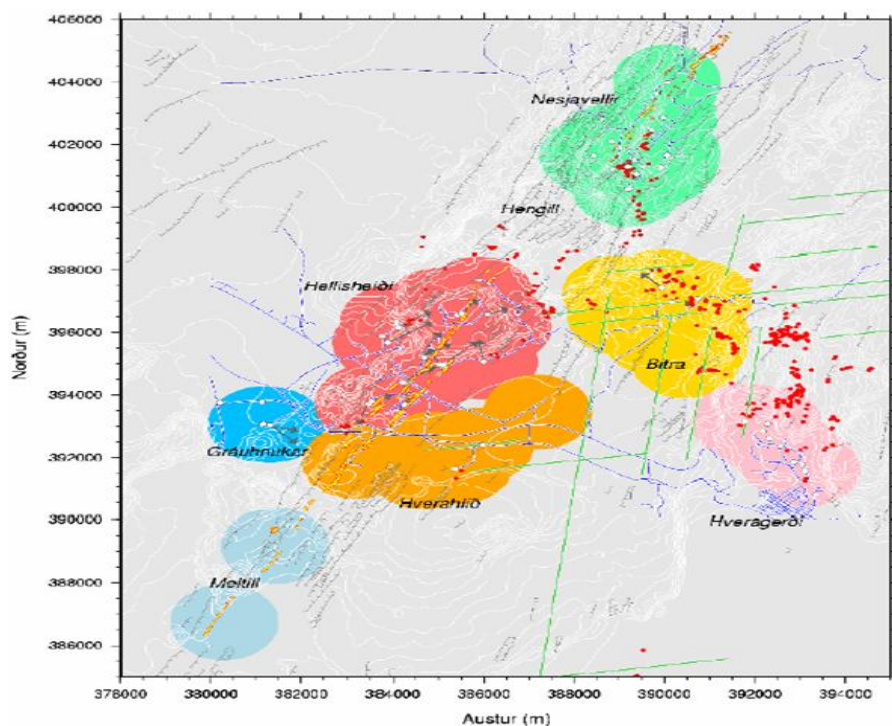 406000
404000
402000
400000
398000
396000
394000
392000
390000
388000
386000
Norður (m)
Nesjavellir
Hengill
Hellisheiði
Bitra
Gráuhnúkar
Hverahlíð
Hveragerði
Meitill
378000 380000 382000 384000 386000 388000 390000 392000 394000
Austur (m)